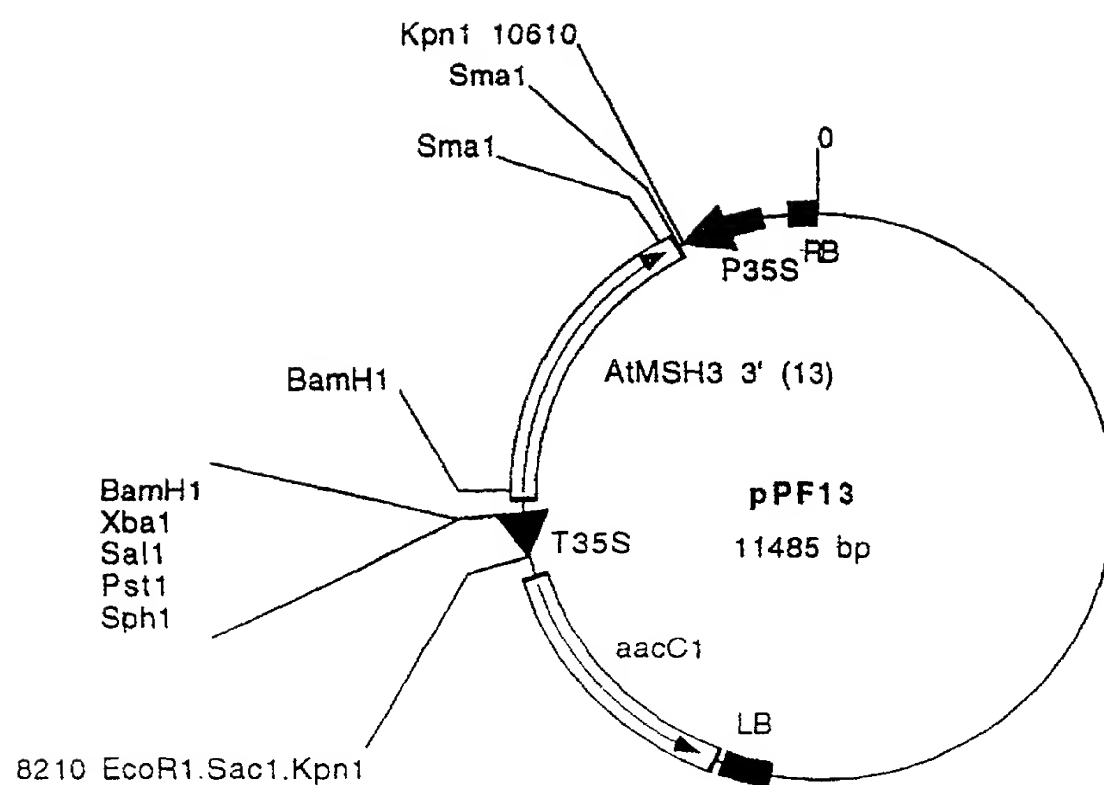 Kpn1 10610
Sma1
Sma1
0
RB
P35S
AtMSH3 3' (13)
BamH1
BamH1
Xba1
Sal1
Pst1
Sph1
pPF13
11485 bp
T35S
aacC1
LB
8210 EcoR1.Sac1.Kpn1